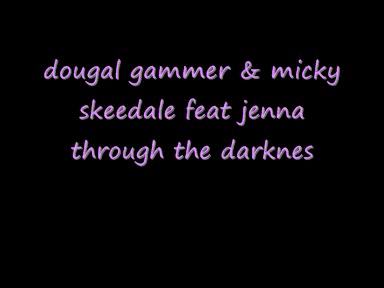 dougal gammer & micky
skeedale feat jenna
through the darknes